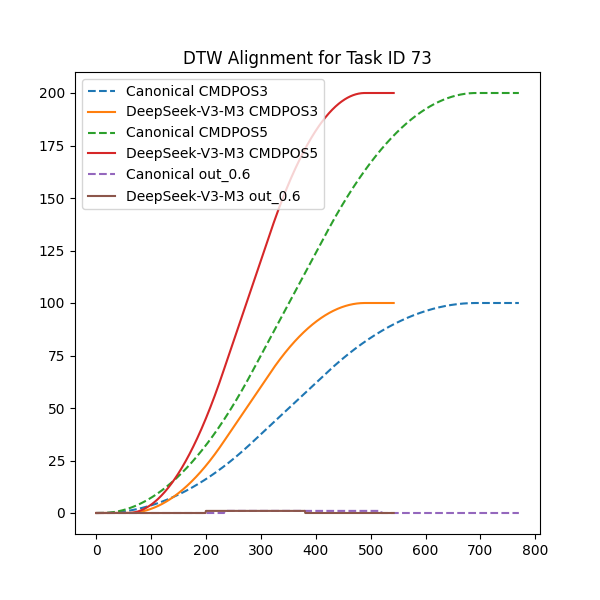 DTW Alignment for Task ID 73
Canonical CMDPOS3
DeepSeek-V3-M3 CMDPOS3
Canonical CMDPOS5
DeepSeek-V3-M3 CMDPOS5
Canonical out_0.6
DeepSeek-V3-M3 out_0.6
200
175
150
125
100
75
50
25
0
0 100 200 300 400 500 600 700 800